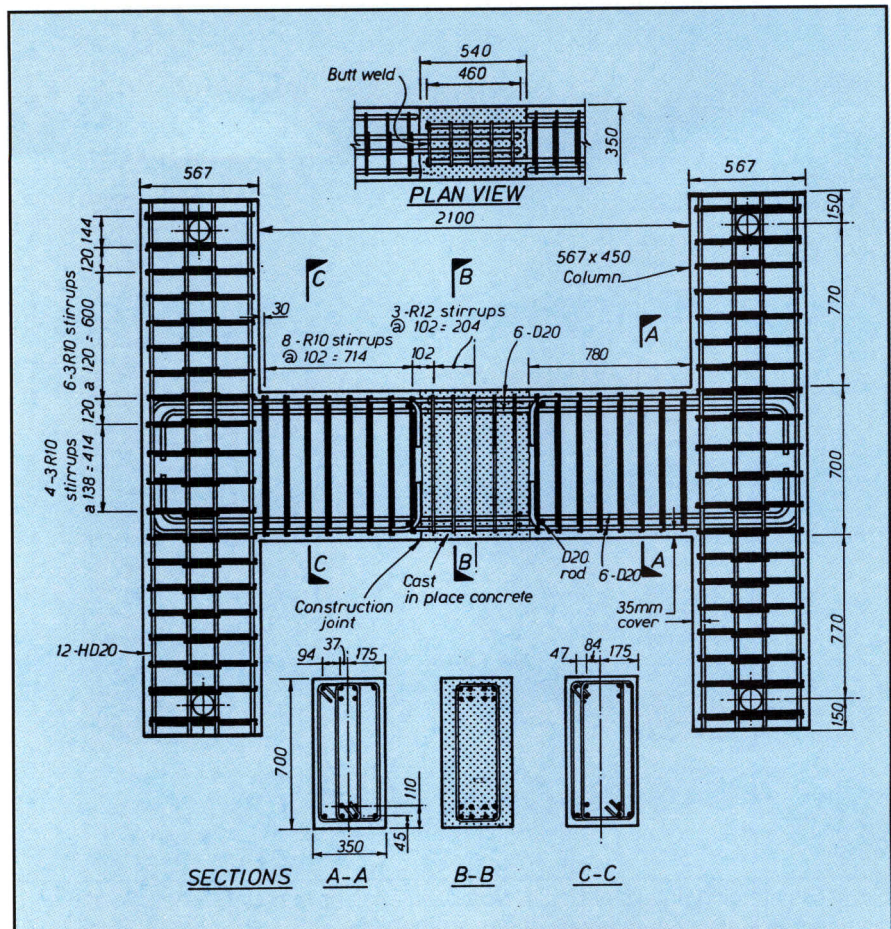 540
460
Butt weld
350
PLAN VIEW
567
567
2100
150
144
120
6-3R10 stirrups
a 120 = 600
120
4-3R10
stirrups
a 138 = 414
30
C
B
A
567 x 450
Column
3-R12 stirrups
@ 102 = 204
8-R10 stirrups
@ 102 = 714
102
6-D20
780
770
700
770
150
C
B
A
Construction
joint
Cast
in place concrete
D20
rod
6-D20
35mm
cover
12-HD20
37
94
175
47
84
175
700
110
45
350
SECTIONS
A-A
B-B
C-C